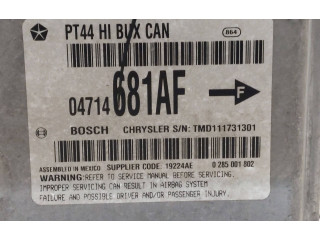 PT44 HI BUX CAN
864
04714681AF
F
BOSCH CHRYSLER S/N: TMD111731301
ASSEMBLED IN MEXICO SUPPLIER CODE: 19224AE 0 285 001 002
WARNING:REFER TO SERVICE MANUAL BEFORE SERVICING.
IMPROPER SERVICING CAN RESULT IN AIRBAG SYSTEM
FAILURE AND POSSIBLE DRIVER AND/OR PASSENGER INJURY.